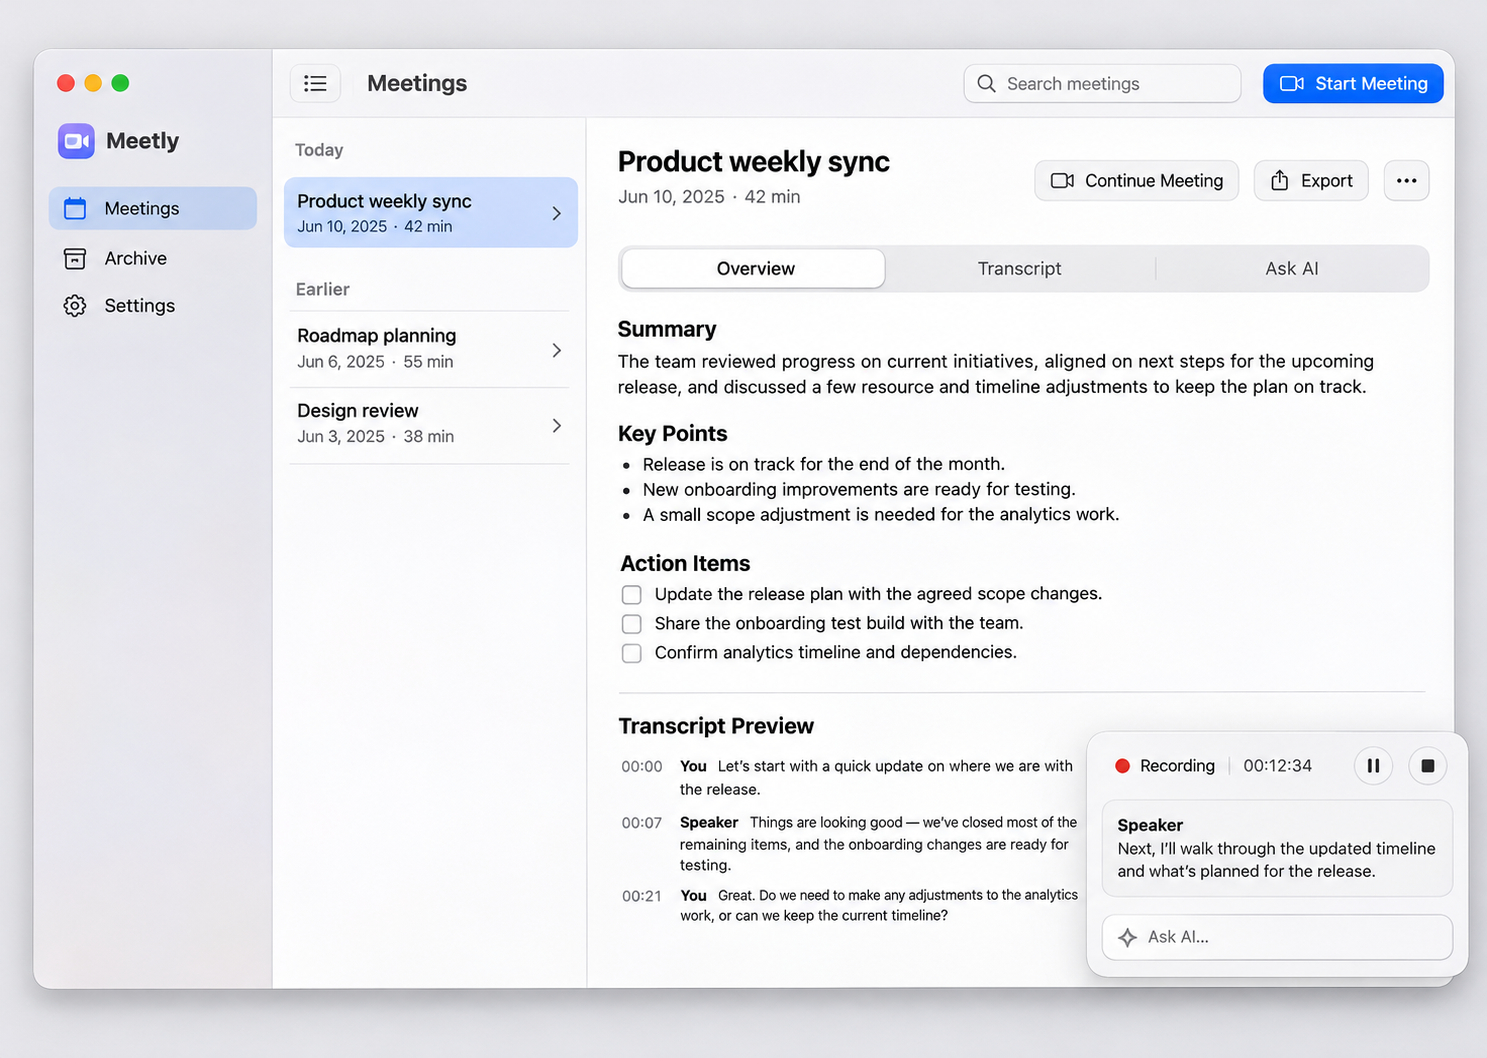 Meetly
Meetings
Archive
Settings
Meetings
Search meetings
Start Meeting
Today
Product weekly sync
Jun 10, 2025 · 42 min
Earlier
Roadmap planning
Jun 6, 2025 · 55 min
Design review
Jun 3, 2025 · 38 min
Product weekly sync
Jun 10, 2025 · 42 min
Continue Meeting
Export
Overview
Transcript
Ask AI
Summary
The team reviewed progress on current initiatives, aligned on next steps for the upcoming
release, and discussed a few resource and timeline adjustments to keep the plan on track.
Key Points
• Release is on track for the end of the month.
• New onboarding improvements are ready for testing.
• A small scope adjustment is needed for the analytics work.
Action Items
Update the release plan with the agreed scope changes.
Share the onboarding test build with the team.
Confirm analytics timeline and dependencies.
Transcript Preview
00:00 You Let’s start with a quick update on where we are with
the release.
00:07 Speaker Things are looking good — we’ve closed most of the
remaining items, and the onboarding changes are ready for
testing.
00:21 You Great. Do we need to make any adjustments to the analytics
work, or can we keep the current timeline?
Recording 00:12:34
Speaker
Next, I’ll walk through the updated timeline
and what’s planned for the release.
Ask AI...